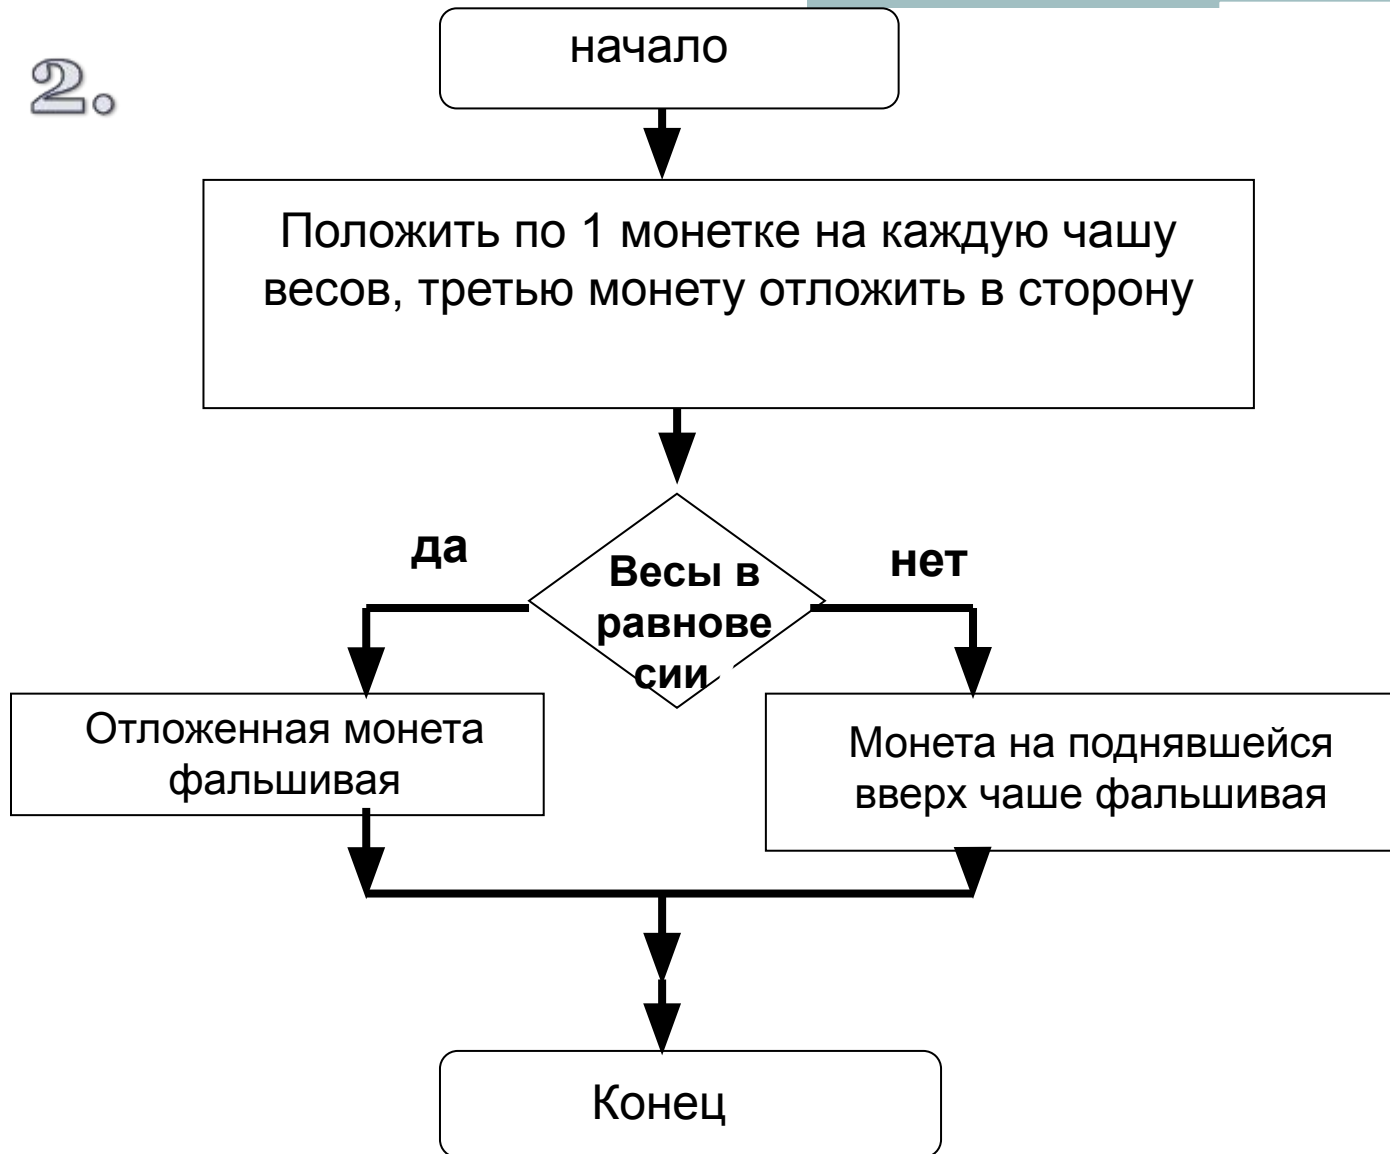 2.
начало
Положить по 1 монетке на каждую чашу
весов, третью монету отложить в сторону
да
нет
Весы в
равнове
сии
Отложенная монета
фальшивая
Монета на поднявшейся
вверх чаше фальшивая
Конец